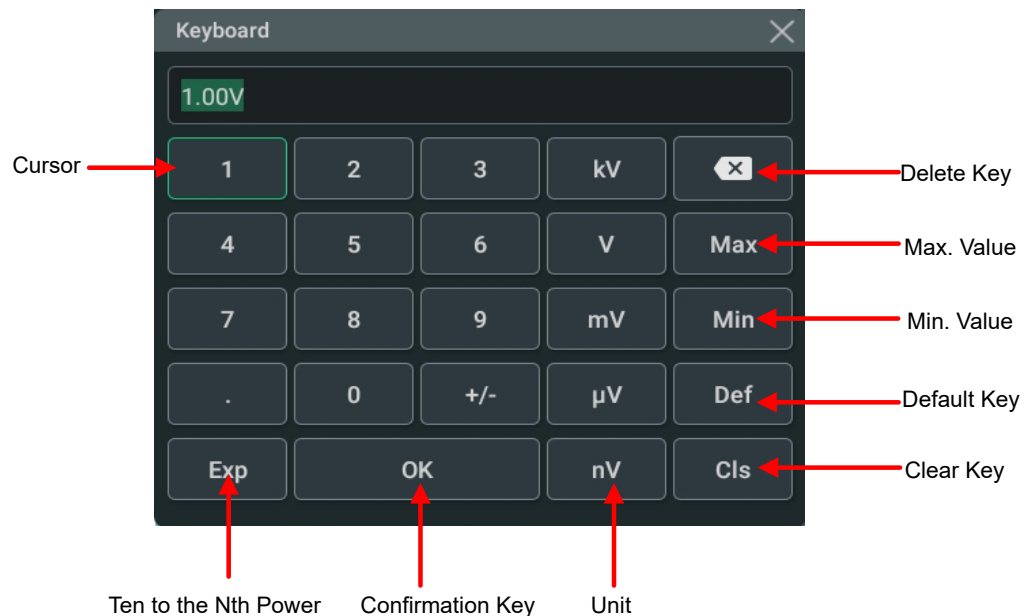 Keyboard
1.00V
Cursor
1 2 3 kV
Delete Key
4 5 6 V Max
Max. Value
7 8 9 mV Min
Min. Value
. 0 +/- µV Def
Default Key
Exp OK nV Cls
Clear Key
Ten to the Nth Power Confirmation Key Unit